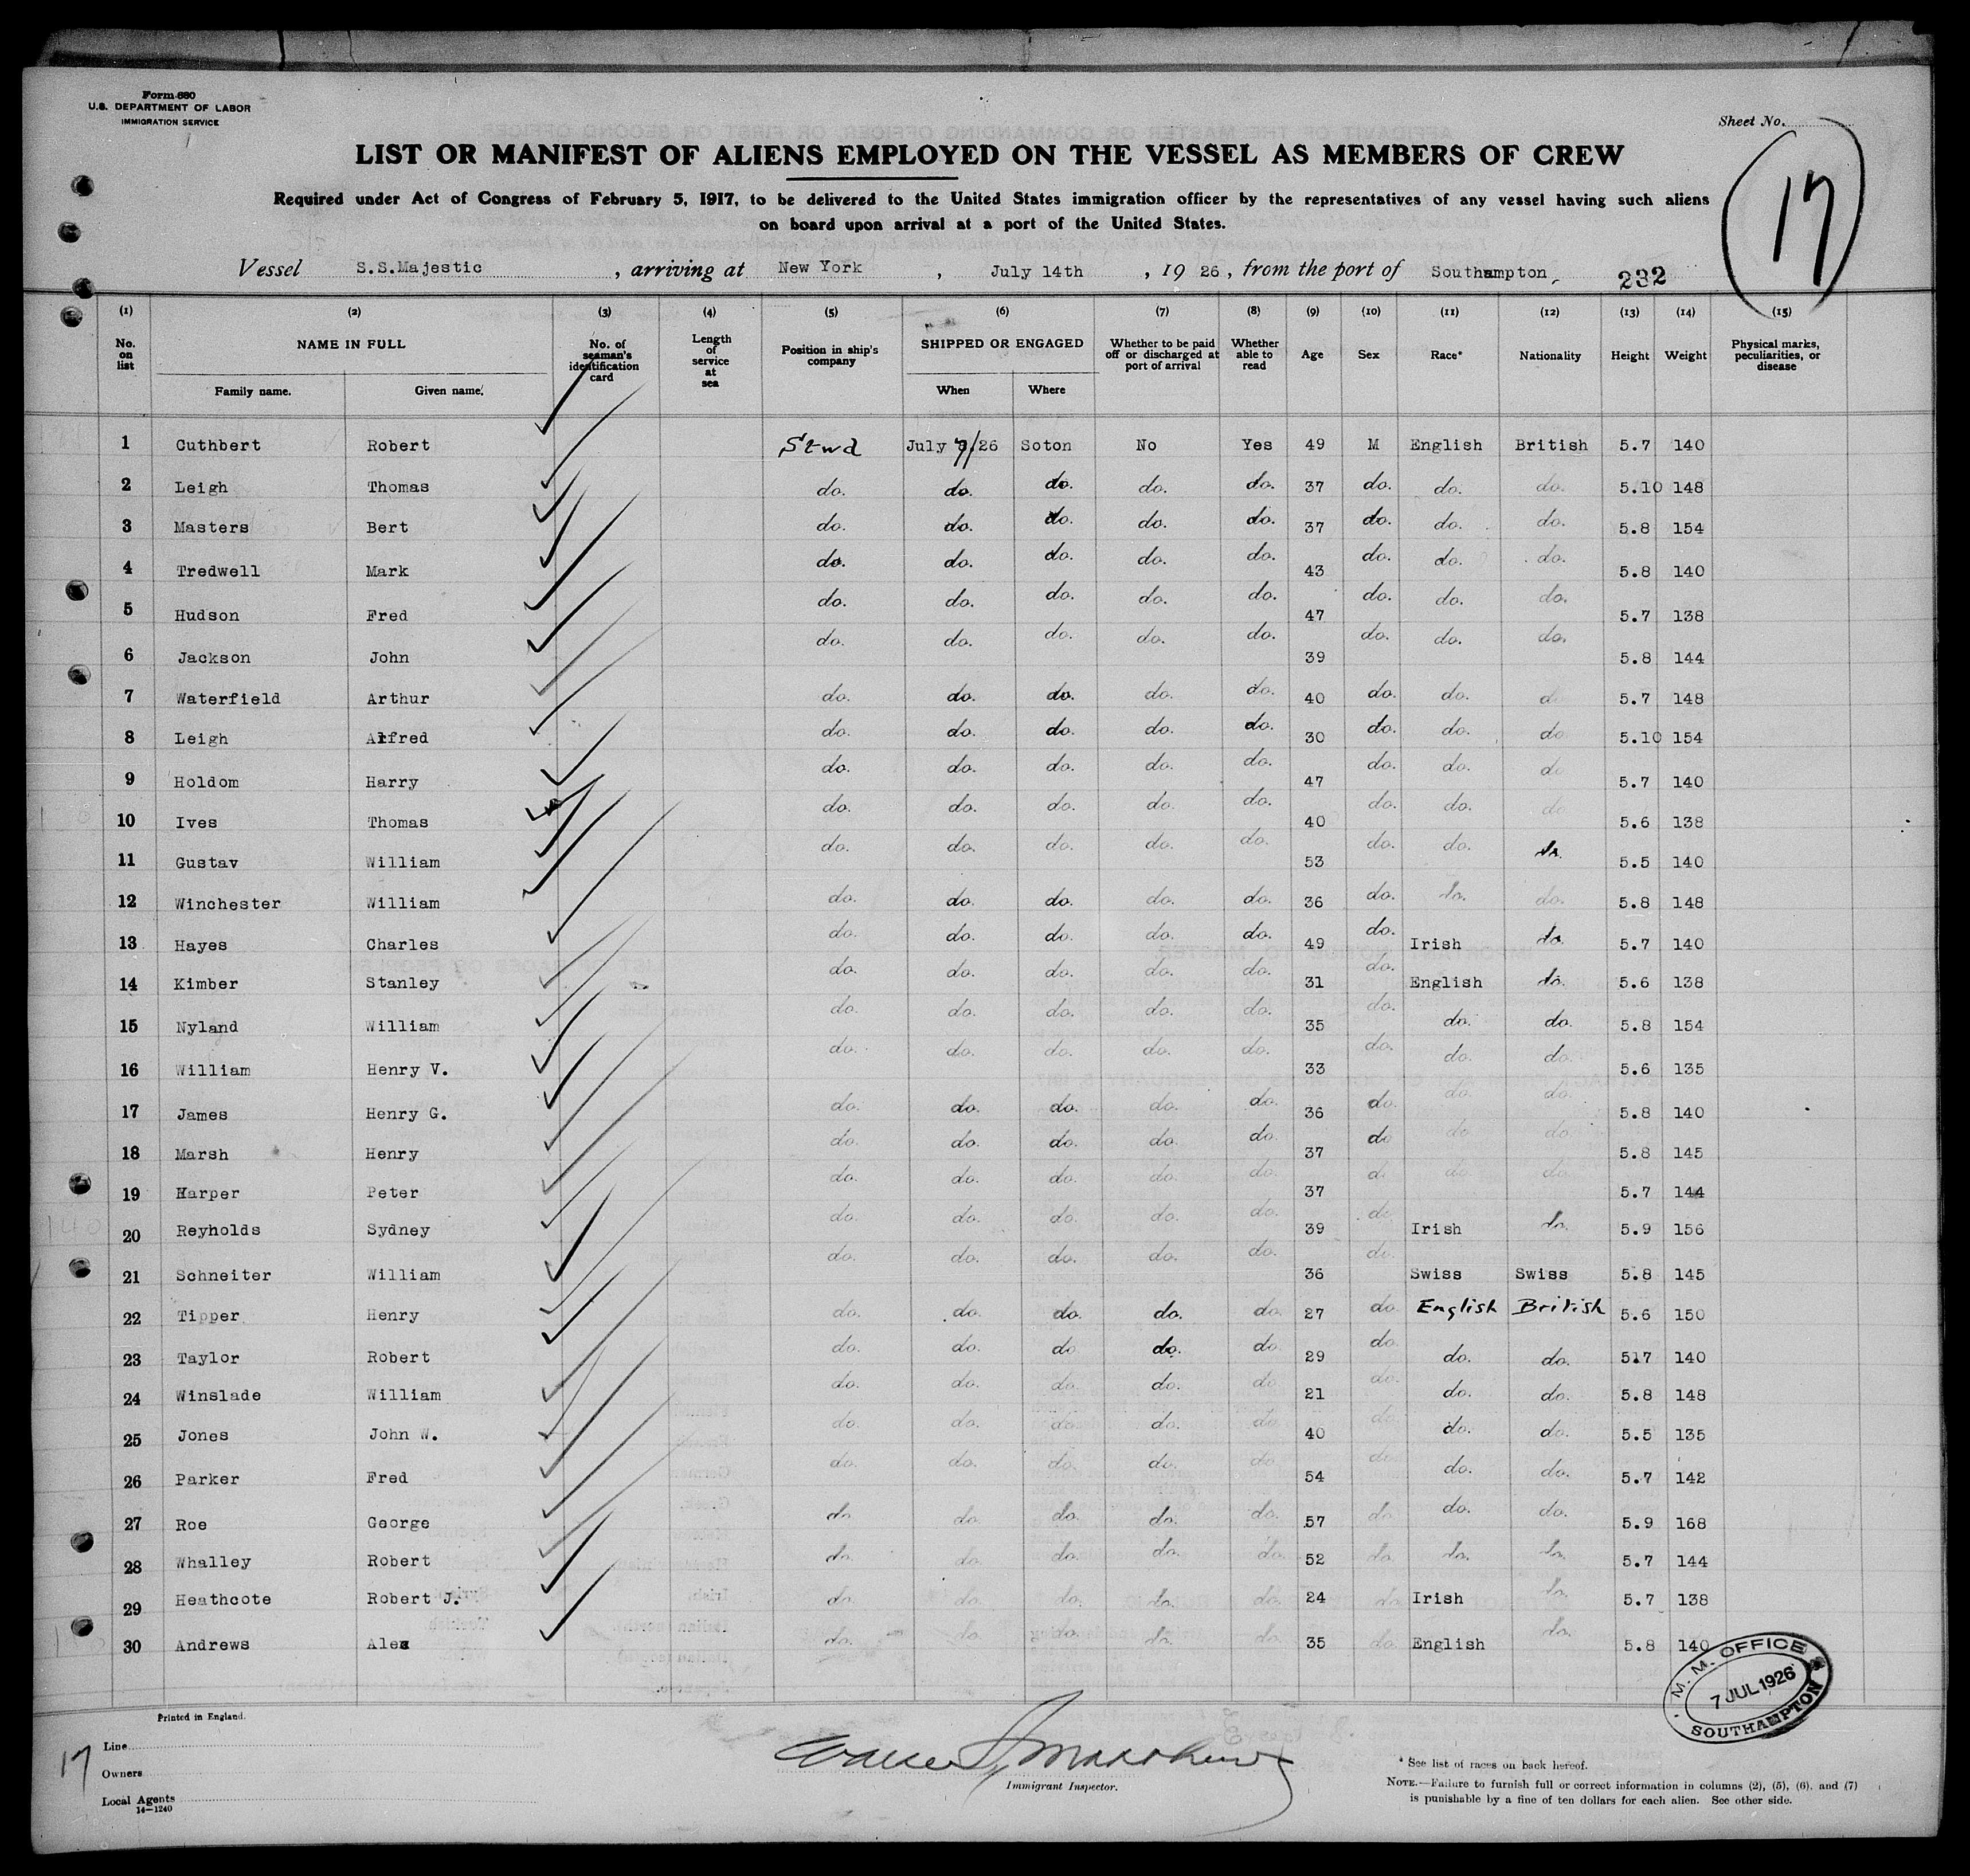 Form 680
U.S. DEPARTMENT OF LABOR
IMMIGRATION SERVICE
Sheet No.
17
LIST OR MANIFEST OF ALIENS EMPLOYED ON THE VESSEL AS MEMBERS OF CREW
Required under Act of Congress of February 5, 1917, to be delivered to the United States immigration officer by the representatives of any vessel having such aliens
on board upon arrival at a port of the United States.
Vessel S.S.Majestic, arriving at New York, July 14th, 1926, from the port of Southampton, 232
(1) (2) (3) (4) (5) (6) (7) (8) (9) (10) (11) (12) (13) (14) (15)
No. on list NAME IN FULL No. of seaman's identification card Length of service at sea Position in ship's company SHIPPED OR ENGAGED Whether to be paid off or discharged at port of arrival Whether able to read Age Sex Race* Nationality Height Weight Physical marks, peculiarities, or disease
Family name. Given name. When Where
1 Cuthbert Robert Stwd July 7/26 Soton No Yes 49 M English British 5.7 140
2 Leigh Thomas do. do. do. do. do. 37 do. do. do. 5.10 148
3 Masters Bert do. do. do. do. do. 37 do. do. do. 5.8 154
4 Tredwell Mark do. do. do. do. do. 43 do. do. do. 5.8 140
5 Hudson Fred do. do. do. do. do. 47 do. do. do. 5.7 138
6 Jackson John do. do. do. do. do. 39 do. do. do. 5.8 144
7 Waterfield Arthur do. do. do. do. do. 40 do. do. do 5.7 148
8 Leigh Alfred do. do. do. do. do. 30 do. do. do 5.10 154
9 Holdom Harry do. do. do. do. do. 47 do. do. do 5.7 140
10 Ives Thomas do. do. do. do. do. 40 do. do. do 5.6 138
11 Gustav William do. do. do. do. do. 53 do. do. do. 5.5 140
12 Winchester William do. do. do. do. do. 36 do. do. do. 5.8 148
13 Hayes Charles do. do. do. do. do. 49 do. Irish do. 5.7 140
14 Kimber Stanley do. do. do. do. do. 31 do. English do. 5.6 138
15 Nyland William do. do. do. do. do. 35 do. do. do. 5.8 154
16 William Henry V. do. do. do. do. do. 33 do. do. do. 5.6 135
17 James Henry G. do. do. do. do. do. 36 do. do. do. 5.8 140
18 Marsh Henry do. do. do. do. do. 37 do do do. 5.8 145
19 Harper Peter do. do. do. do. do. 37 do. do. do. 5.7 144
20 Reyholds Sydney do. do. do. do. do. 39 do. Irish do. 5.9 156
21 Schneiter William do. do. do. do. do. 36 do. Swiss Swiss 5.8 145
22 Tipper Henry do. do. do. do. do. 27 do. English British 5.6 150
23 Taylor Robert do. do. do do. do. 29 do. do. do. 517 140
24 Winslade William do. do. do. do. do 21 do. do. do. 5.8 148
25 Jones John W. do. do. do. do. do. 40 do. do. do. 5.5 135
26 Parker Fred do. do. do. do. do. 54 do. do. do. 5.7 142
27 Roe George do. do. do. do. do. 57 do. do. do. 5.9 168
28 Whalley Robert do. do. do. do. do. 52 do. do. do. 5.7 144
29 Heathcote Robert J. do. do. do. do. do. 24 do. Irish do. 5.7 138
30 Andrews Alex do. do. do. do. do. 35 do. English do. 5.8 140
M. M. OFFICE
7 JUL 1926
SOUTHAMPTON
Printed in England.
17
Line
Owners
Local Agents
14—1240
Immigrant Inspector.
* See list of races on back hereof.
NOTE.—Failure to furnish full or correct information in columns (2), (5), (6), and (7)
is punishable by a fine of ten dollars for each alien. See other side.